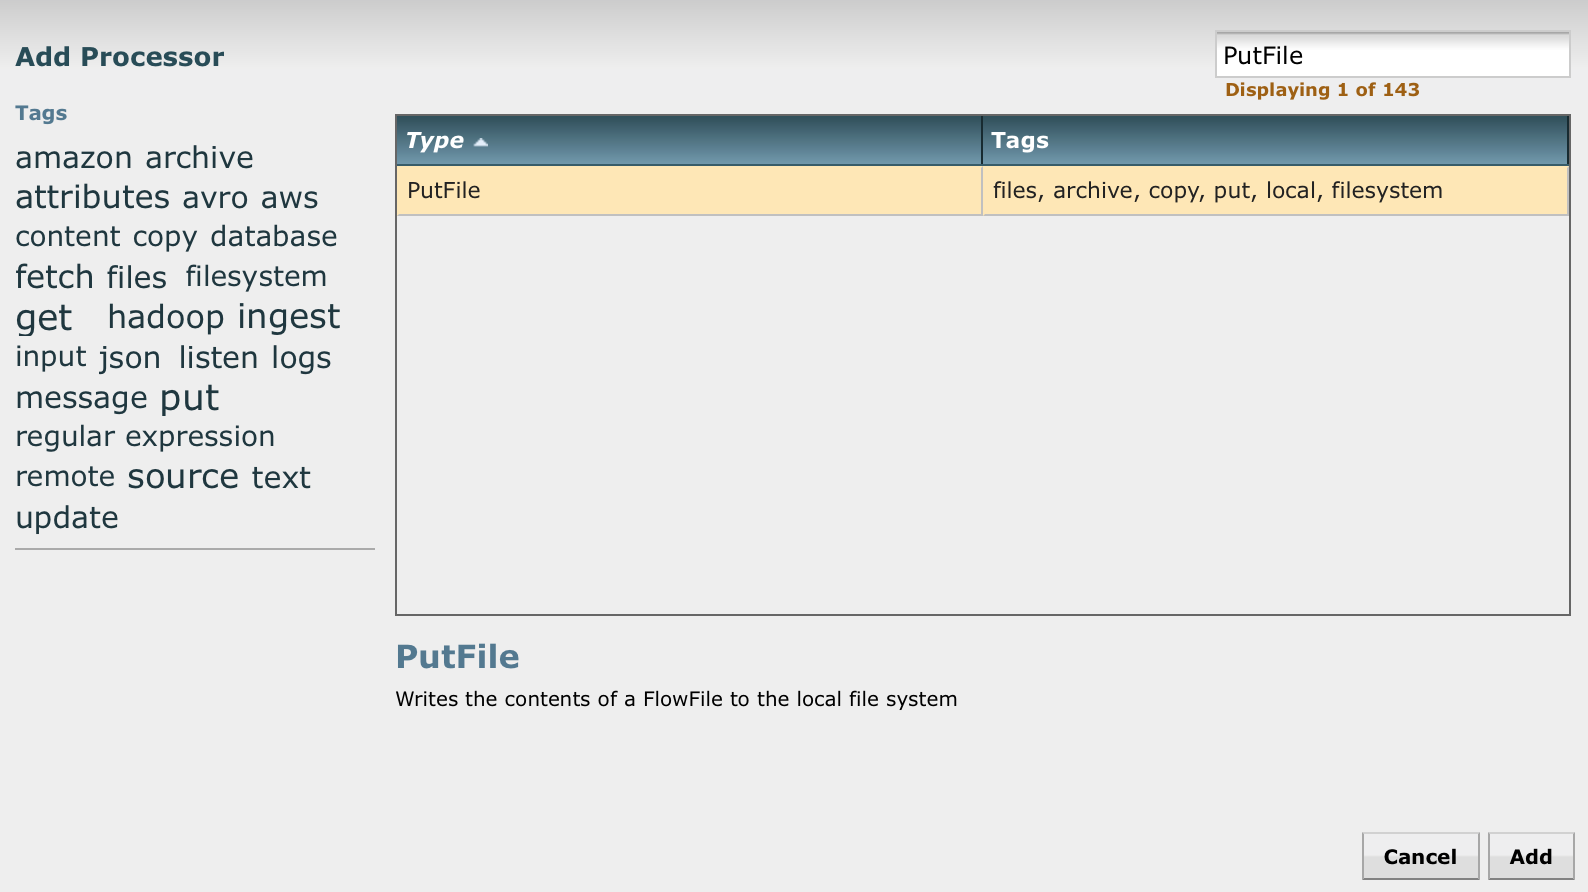 Add Processor
PutFile
Displaying 1 of 143
Tags
amazon archive
attributes avro aws
content copy database
fetch files filesystem
get hadoop ingest
input json listen logs
message put
regular expression
remote source text
update
Type Tags
PutFile files, archive, copy, put, local, filesystem
PutFile
Writes the contents of a FlowFile to the local file system
Cancel Add